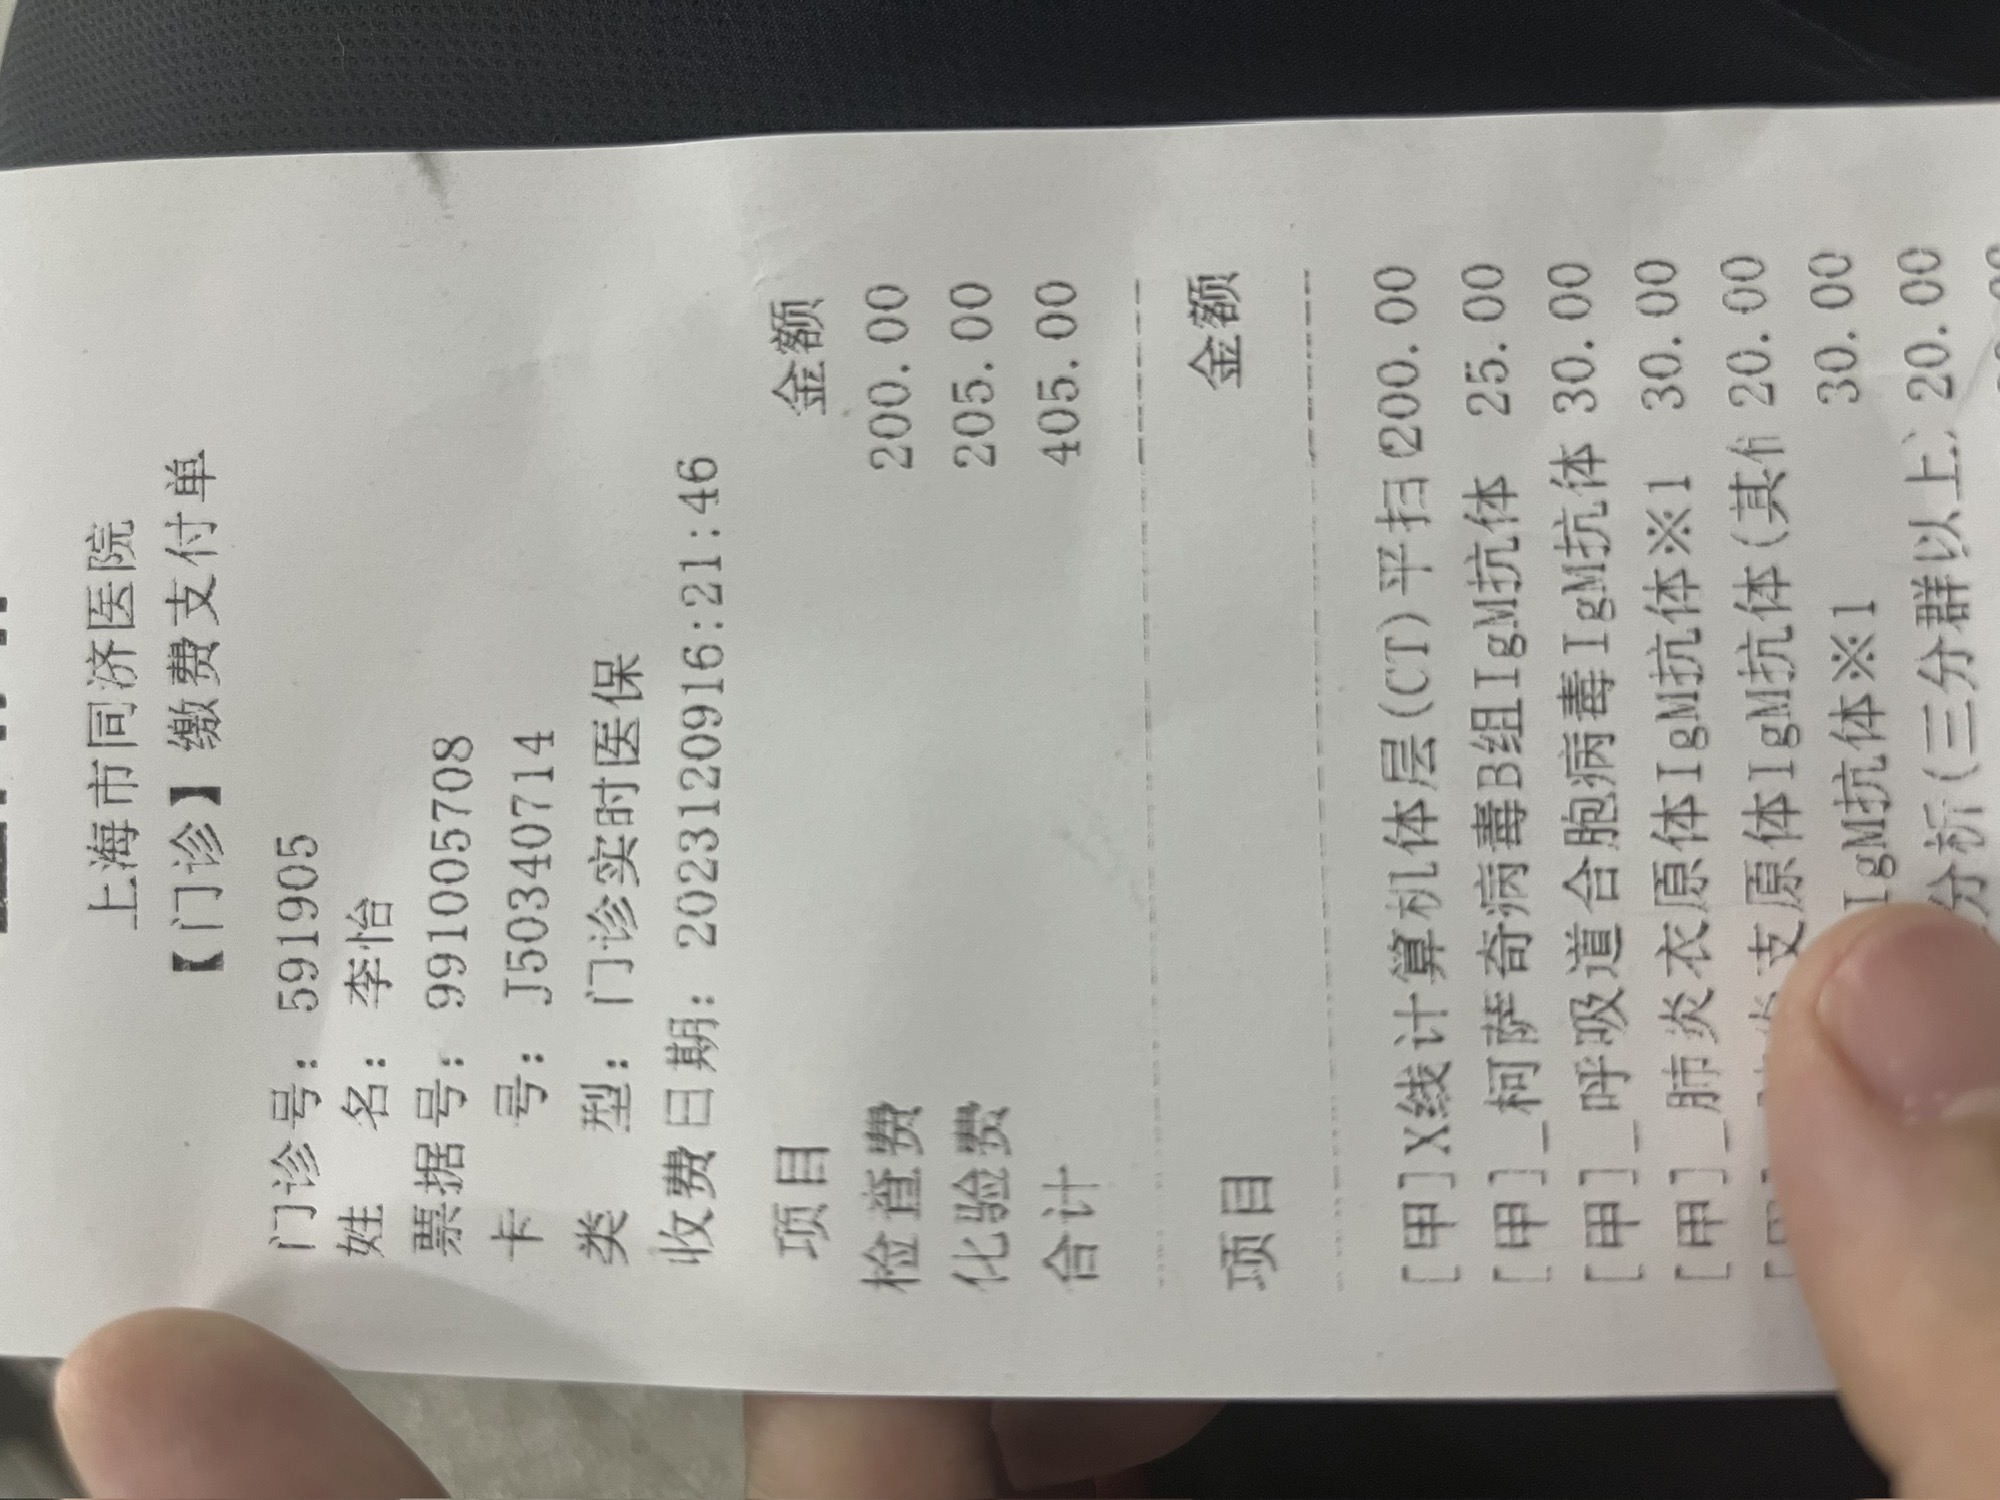 上海市同济医院
【门诊】缴费支付单
门诊号: 591905
姓 名: 李怡
票据号: 991005708
卡 号: J50340714
类 型: 门诊实时医保
收费日期: 2023120916:21:46
项目 金额
检查费 200.00
化验费 205.00
合计 405.00
项目 金额
[甲]X线计算机体层(CT)平扫 200.00
[甲]_柯萨奇病毒B组IgM抗体 25.00
[甲]_呼吸道合胞病毒IgM抗体 30.00
[甲]_肺炎衣原体IgM抗体※1 30.00
支原体IgM抗体(其 20.00
IgM抗体※1 30.00
分析(三分群以上) 20.00